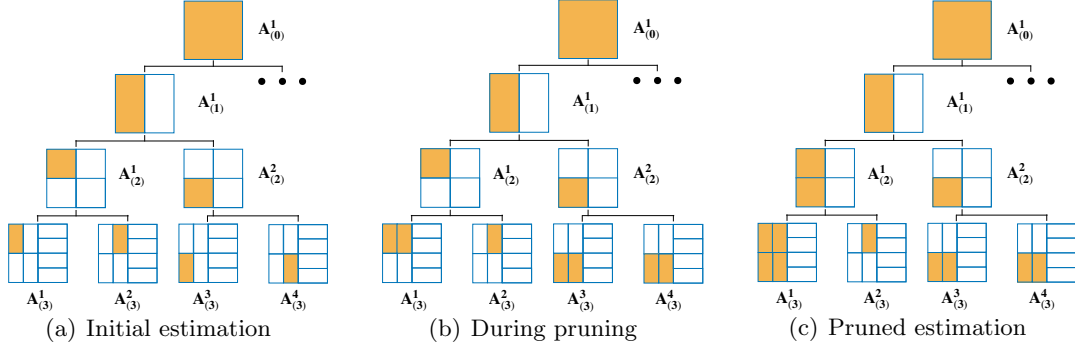 A^1_(0) A^1_(0) A^1_(0)
• • • • • • • • •
A^1_(1) A^1_(1) A^1_(1)
A^1_(2) A^2_(2) A^1_(2) A^2_(2) A^1_(2) A^2_(2)
A^1_(3) A^2_(3) A^3_(3) A^4_(3) A^1_(3) A^2_(3) A^3_(3) A^4_(3) A^1_(3) A^2_(3) A^3_(3) A^4_(3)
(a) Initial estimation (b) During pruning (c) Pruned estimation